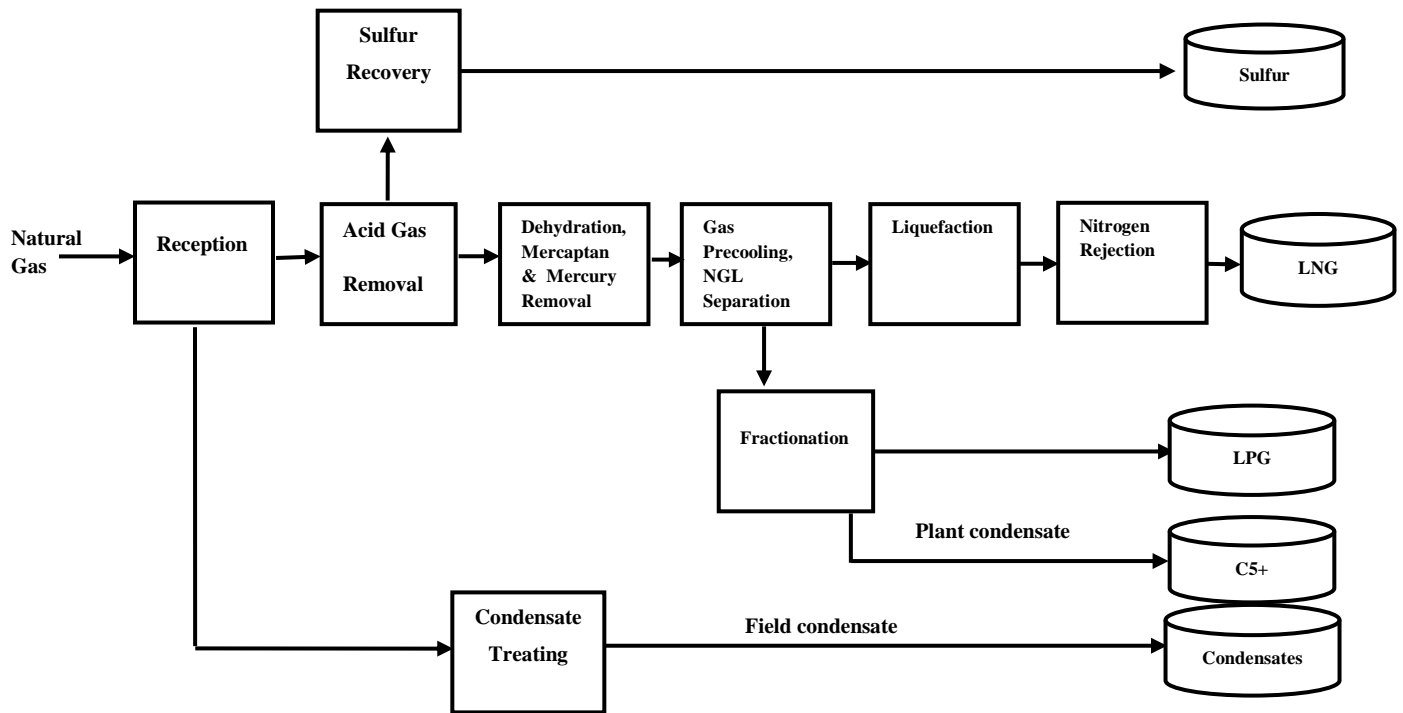 Sulfur
Recovery
Sulfur
Natural
Gas
Reception
Acid Gas
Removal
Dehydration,
Mercaptan
& Mercury
Removal
Gas
Precooling,
NGL
Separation
Liquefaction
Nitrogen
Rejection
LNG
Fractionation
LPG
Plant condensate
C5+
Condensate
Treating
Field condensate
Condensates